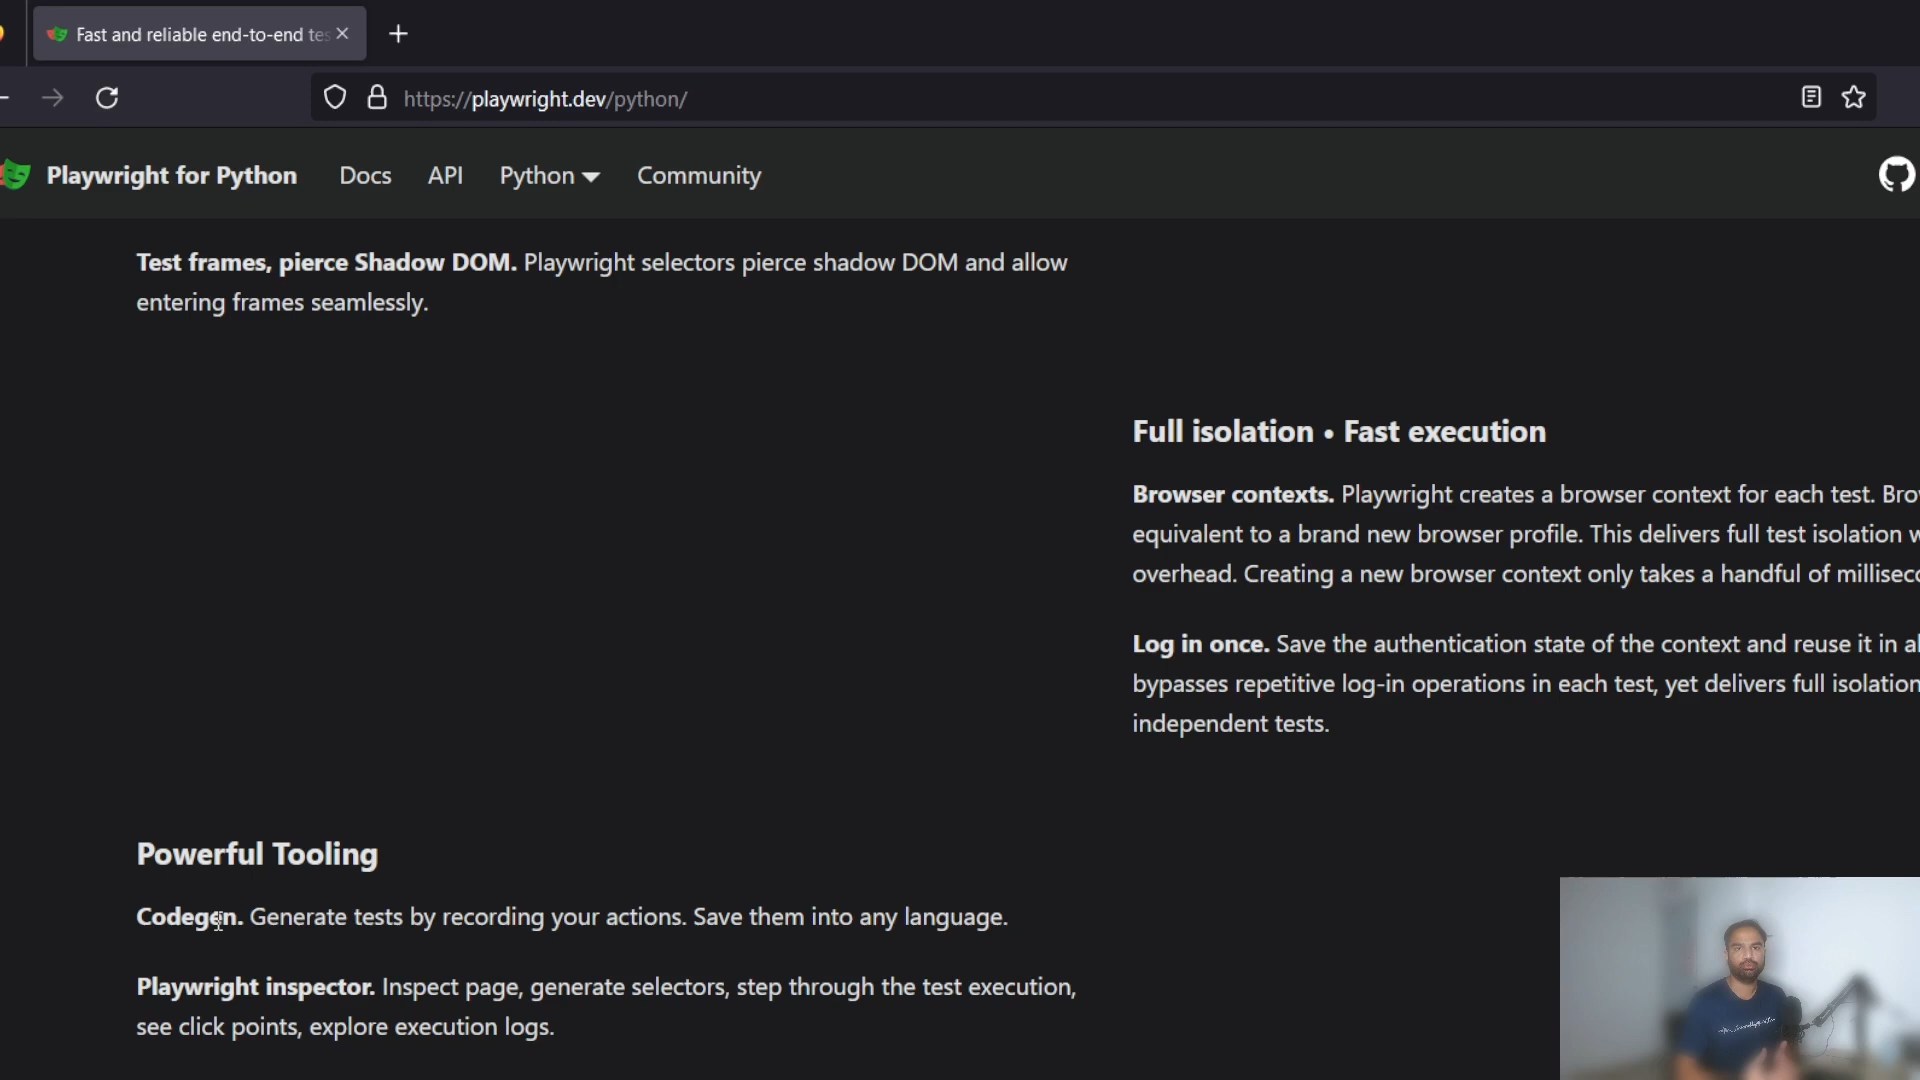 Fast and reliable end-to-end tes
https://playwright.dev/python/
Playwright for Python Docs API Python Community
Test frames, pierce Shadow DOM. Playwright selectors pierce shadow DOM and allow
entering frames seamlessly.
Full isolation • Fast execution
Browser contexts. Playwright creates a browser context for each test. Bro
equivalent to a brand new browser profile. This delivers full test isolation w
overhead. Creating a new browser context only takes a handful of millisec
Log in once. Save the authentication state of the context and reuse it in al
bypasses repetitive log-in operations in each test, yet delivers full isolation
independent tests.
Powerful Tooling
Codegen. Generate tests by recording your actions. Save them into any language.
Playwright inspector. Inspect page, generate selectors, step through the test execution,
see click points, explore execution logs.